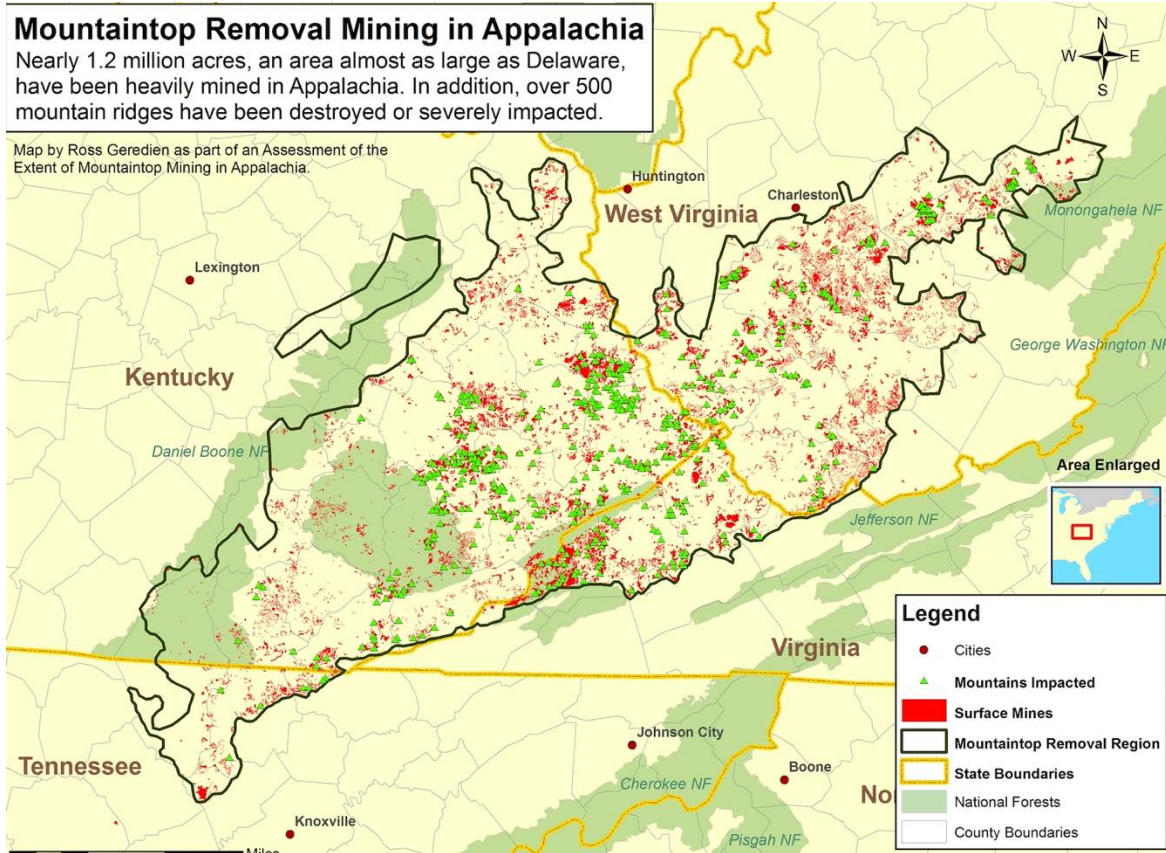 Mountaintop Removal Mining in Appalachia
Nearly 1.2 million acres, an area almost as large as Delaware,
have been heavily mined in Appalachia. In addition, over 500
mountain ridges have been destroyed or severely impacted.
Map by Ross Geredien as part of an Assessment of the
Extent of Mountaintop Mining in Appalachia.
N
W
E
S
Huntington
Charleston
West Virginia
Monongahela NF
Lexington
George Washington NF
Kentucky
Daniel Boone NF
Area Enlarged
Jefferson NF
Legend
Cities
Mountains Impacted
Surface Mines
Mountaintop Removal Region
State Boundaries
National Forests
County Boundaries
Virginia
Johnson City
Tennessee
Boone
Cherokee NF
No
Knoxville
Pisgah NF
Miles